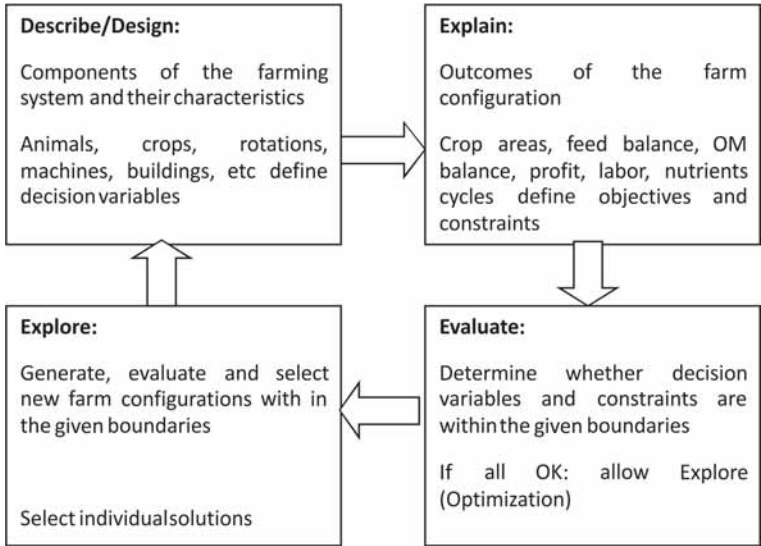 Describe/Design:
Components of the farming
system and their characteristics
Animals, crops, rotations,
machines, buildings, etc define
decision variables
Explain:
Outcomes of the farm
configuration
Crop areas, feed balance, OM
balance, profit, labor, nutrients
cycles define objectives and
constraints
Explore:
Generate, evaluate and select
new farm configurations with in
the given boundaries
Select individual solutions
Evaluate:
Determine whether decision
variables and constraints are
within the given boundaries
If all OK: allow Explore
(Optimization)